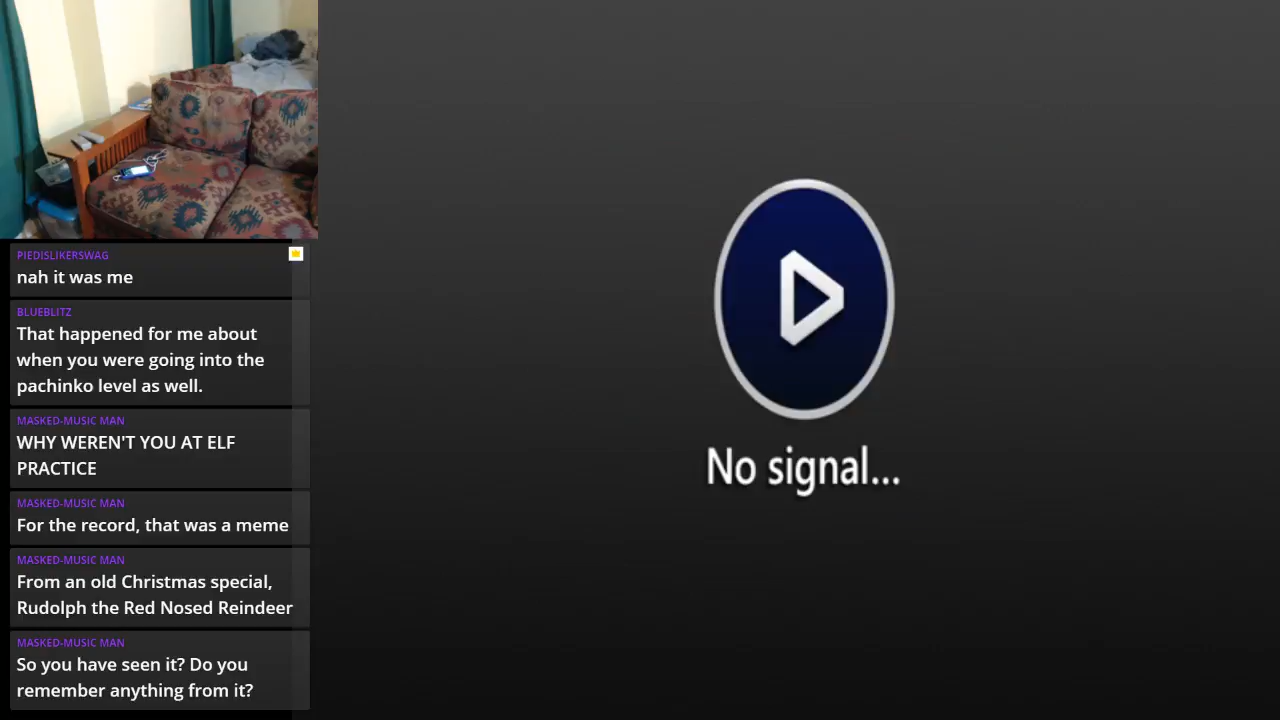 PIEDISLIKERSWAG
nah it was me
BLUEBLITZ
That happened for me about
when you were going into the
pachinko level as well.
MASKED-MUSIC MAN
WHY WEREN'T YOU AT ELF
PRACTICE
MASKED-MUSIC MAN
For the record, that was a meme
MASKED-MUSIC MAN
From an old Christmas special,
Rudolph the Red Nosed Reindeer
MASKED-MUSIC MAN
So you have seen it? Do you
remember anything from it?
No signal...